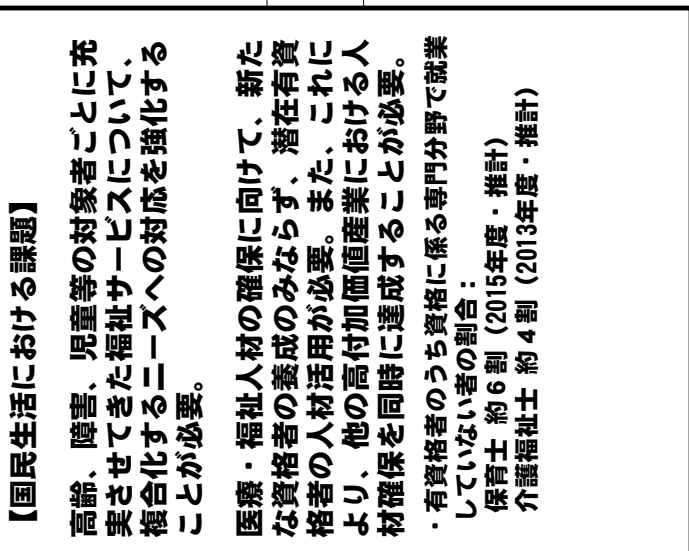 【国民生活における課題】
高齢、障害、児童等の対象者ごとに充
実させてきた福祉サービスについて、
複合化するニーズへの対応を強化する
ことが必要。
医療・福祉人材の確保に向けて、新た
な資格者の養成のみならず、潜在有資
格者の人材活用が必要。また、これに
より、他の高付加価値産業における人
材確保を同時に達成することが必要。
・有資格者のうち資格に係る専門分野で就業
していない者の割合：
保育士 約６割（2015年度・推計）
介護福祉士 約４割（2013年度・推計）